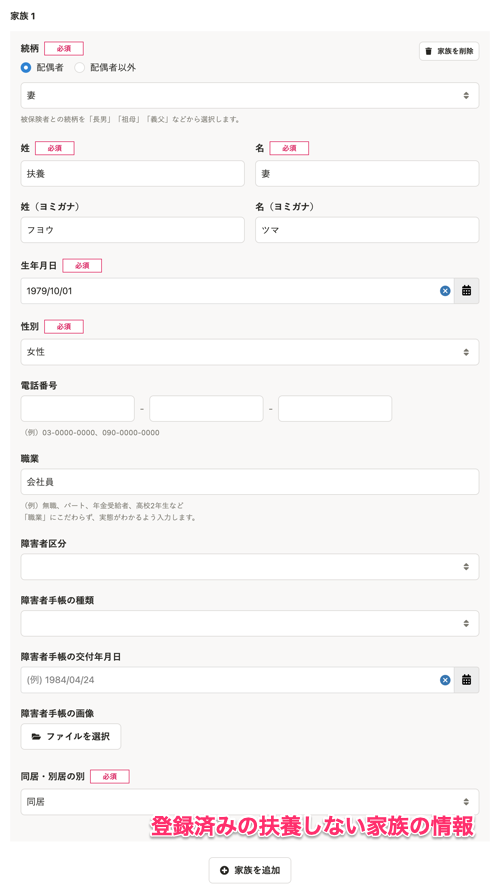 家族 1
続柄 必須
家族を削除
配偶者 配偶者以外
妻
被保険者との続柄を「長男」「祖母」「義父」などから選択します。
姓 必須 名 必須
扶養 妻
姓（ヨミガナ） 名（ヨミガナ）
フヨウ ツマ
生年月日 必須
1979/10/01
性別 必須
女性
電話番号
- -
（例）03-0000-0000、090-0000-0000
職業
会社員
（例）無職、パート、年金受給者、高校2年生など
「職業」にこだわらず、実態がわかるよう入力します。
障害者区分
障害者手帳の種類
障害者手帳の交付年月日
(例) 1984/04/24
障害者手帳の画像
ファイルを選択
同居・別居の別 必須
同居
登録済みの扶養しない家族の情報
家族を追加